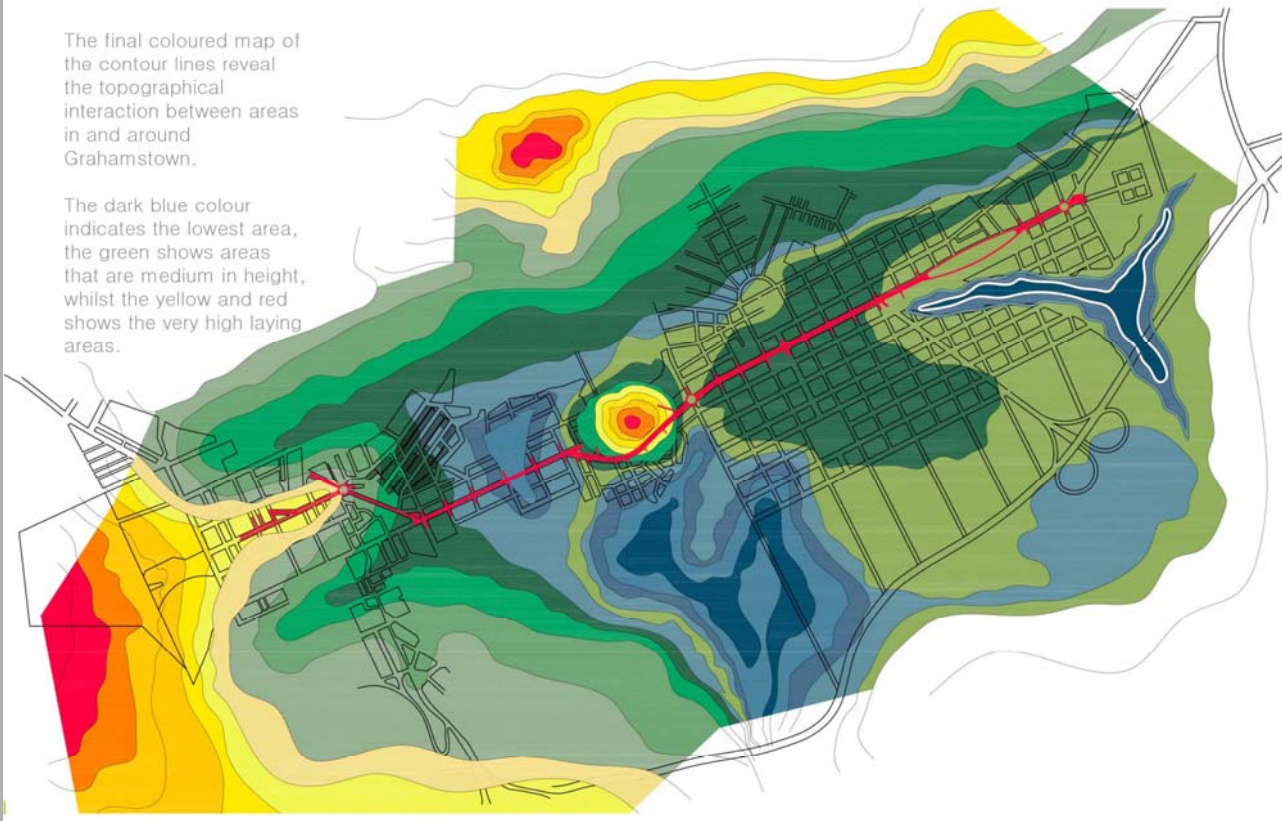 The final coloured map of
the contour lines reveal
the topographical
interaction between areas
in and around
Grahamstown.
The dark blue colour
indicates the lowest area,
the green shows areas
that are medium in height,
whilst the yellow and red
shows the very high laying
areas.